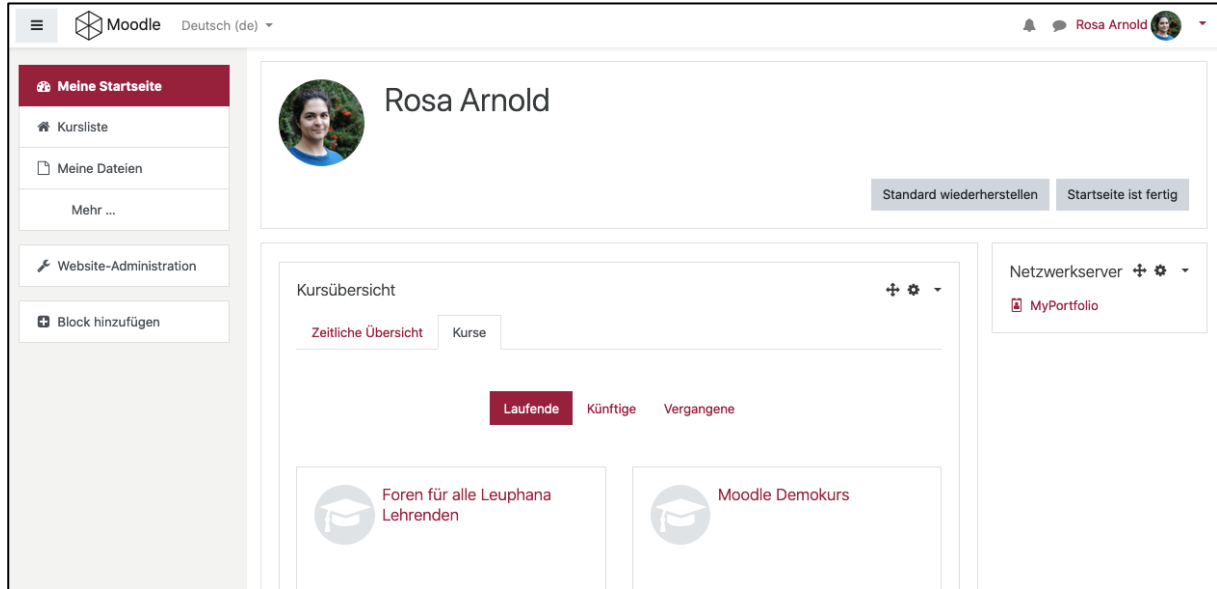 Moodle Deutsch (de) Rosa Arnold
Meine Startseite
Kursliste
Meine Dateien
Mehr ...
Website-Administration
Block hinzufügen
Rosa Arnold
Standard wiederherstellen Startseite ist fertig
Kursübersicht
Zeitliche Übersicht Kurse
Laufende Künftige Vergangene
Foren für alle Leuphana
Lehrenden
Moodle Demokurs
Netzwerkserver
MyPortfolio